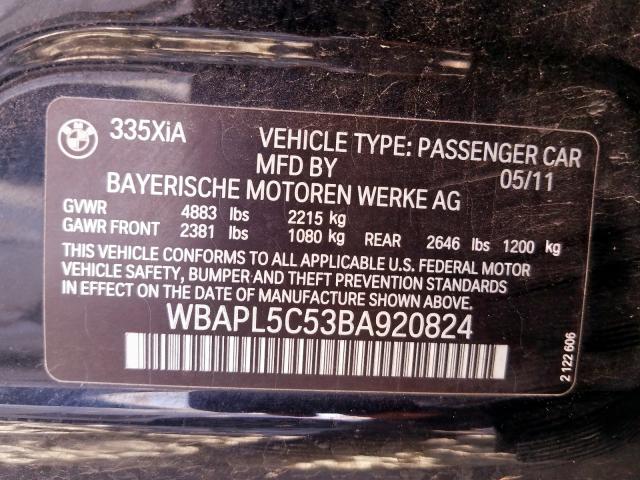 BMW 335XiA VEHICLE TYPE: PASSENGER CAR
MFD BY 05/11
BAYERISCHE MOTOREN WERKE AG
GVWR 4883 lbs 2215 kg
GAWR FRONT 2381 lbs 1080 kg REAR 2646 lbs 1200 kg
THIS VEHICLE CONFORMS TO ALL APPLICABLE U.S. FEDERAL MOTOR
VEHICLE SAFETY, BUMPER AND THEFT PREVENTION STANDARDS
IN EFFECT ON THE DATE OF MANUFACTURE SHOWN ABOVE.
WBAPL5C53BA920824
2 122 606